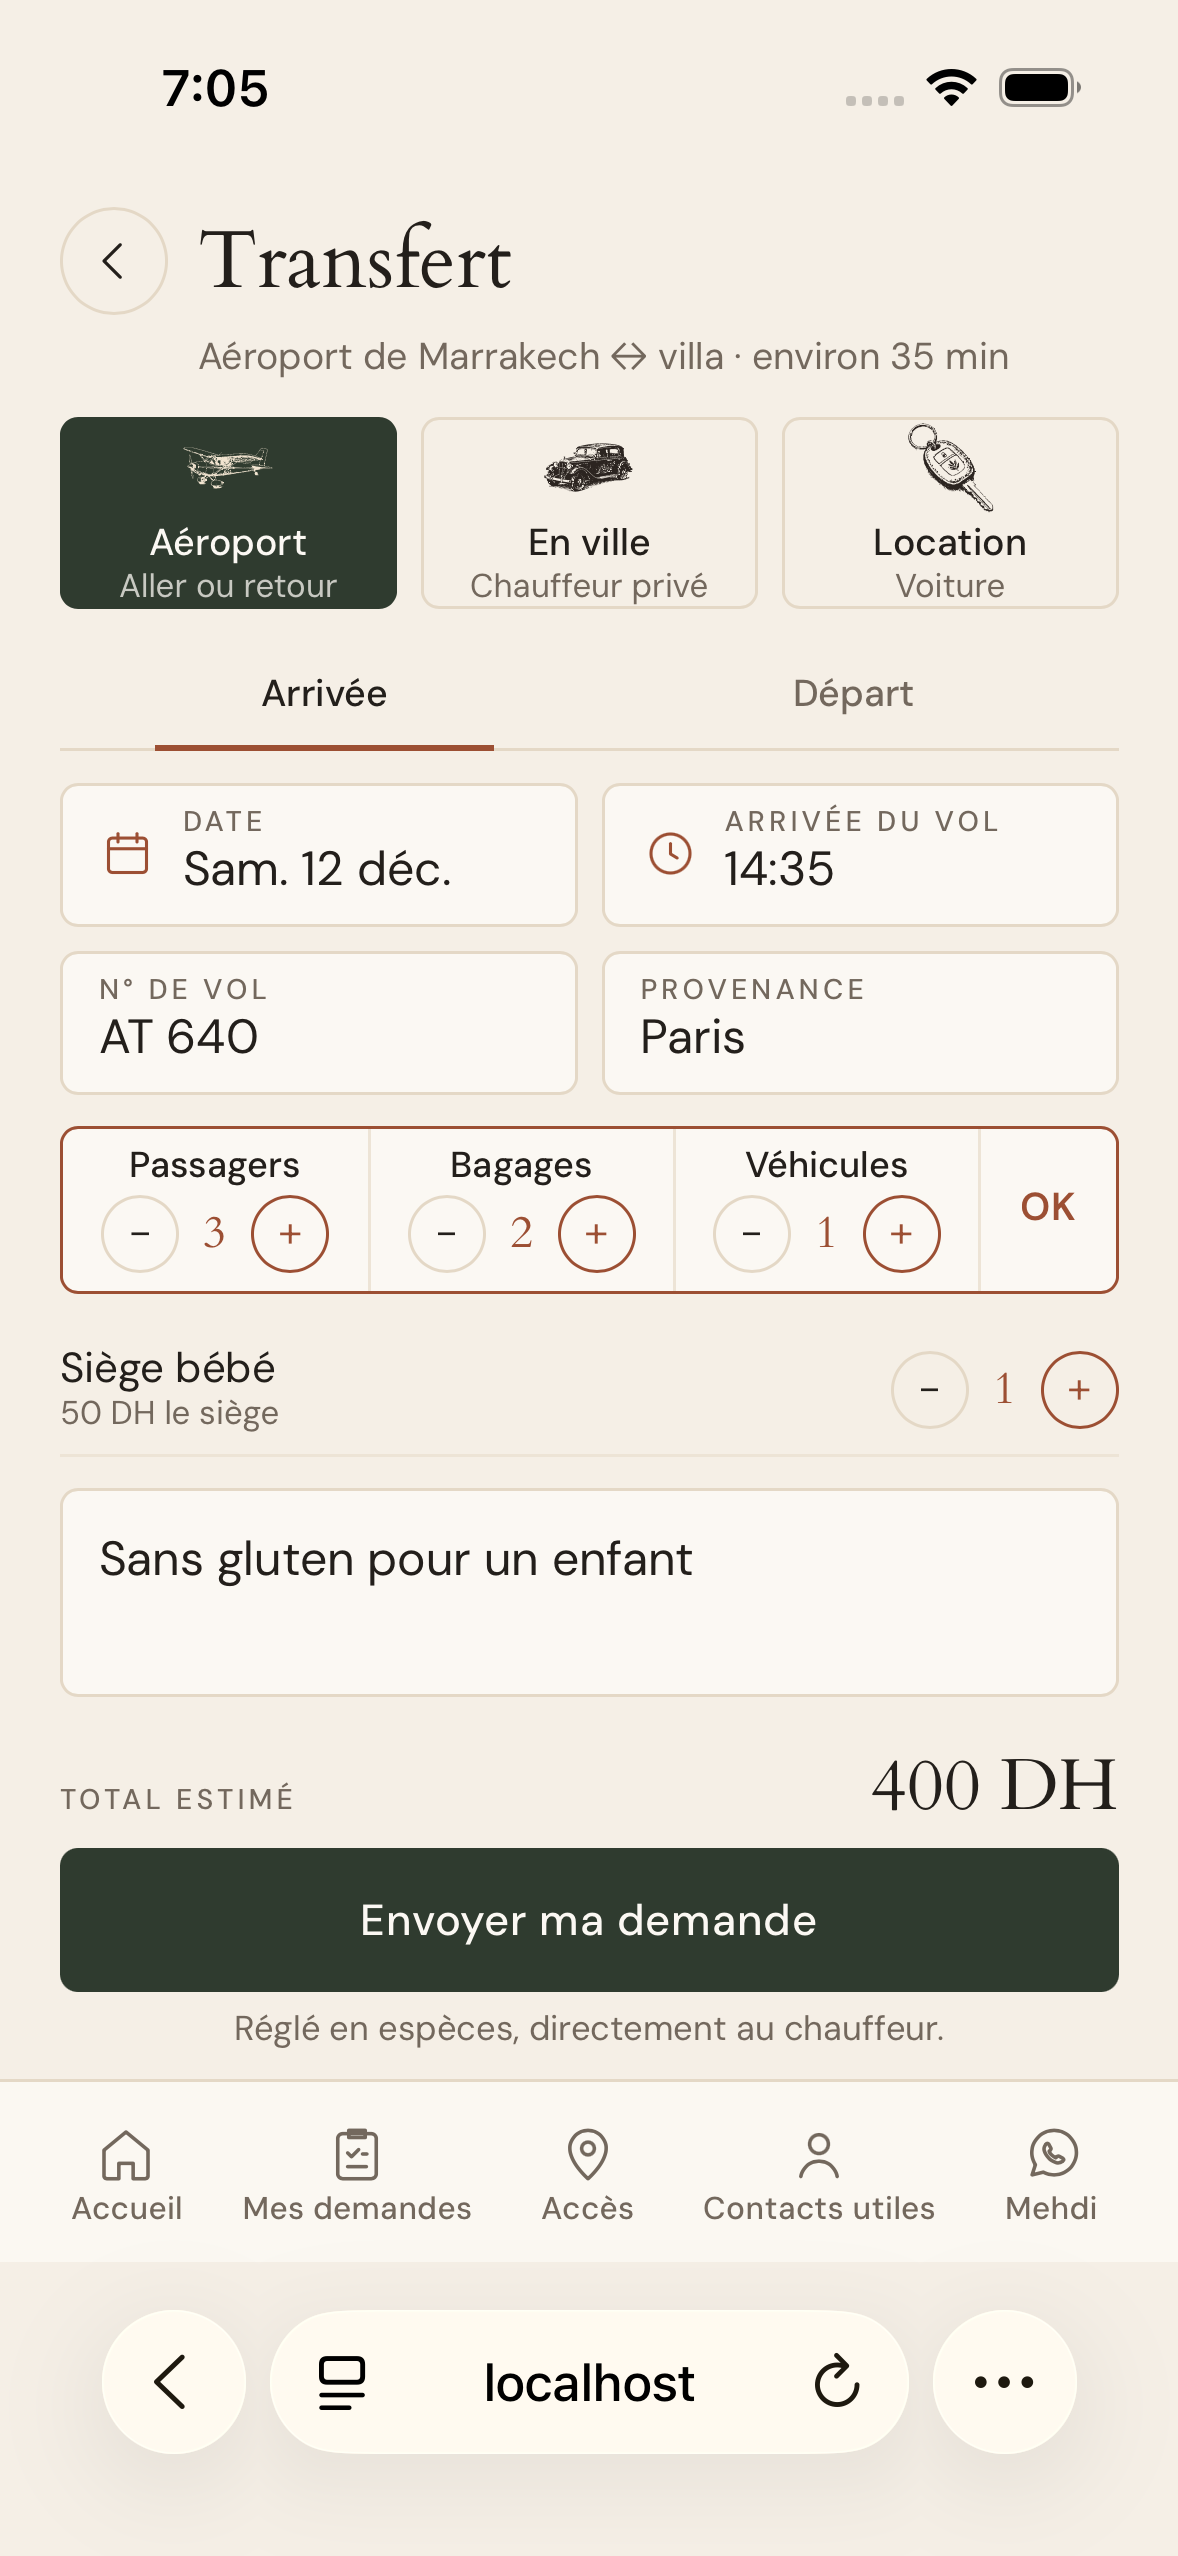 7:05
Transfert
Aéroport de Marrakech ↔ villa · environ 35 min
Aéroport
Aller ou retour
En ville
Chauffeur privé
Location
Voiture
Arrivée
Départ
DATE
Sam. 12 déc.
ARRIVÉE DU VOL
14:35
N° DE VOL
AT 640
PROVENANCE
Paris
Passagers
− 3 +
Bagages
− 2 +
Véhicules
− 1 +
OK
Siège bébé
50 DH le siège
− 1 +
Sans gluten pour un enfant
TOTAL ESTIMÉ
400 DH
Envoyer ma demande
Réglé en espèces, directement au chauffeur.
Accueil
Mes demandes
Accès
Contacts utiles
Mehdi
localhost